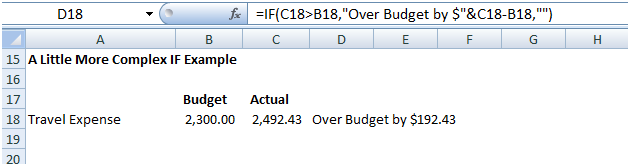 D18 fx =IF(C18>B18,"Over Budget by $"&C18-B18,"")
A B C D E F G H
15 A Little More Complex IF Example
16
17 Budget Actual
18 Travel Expense 2,300.00 2,492.43 Over Budget by $192.43
19
20